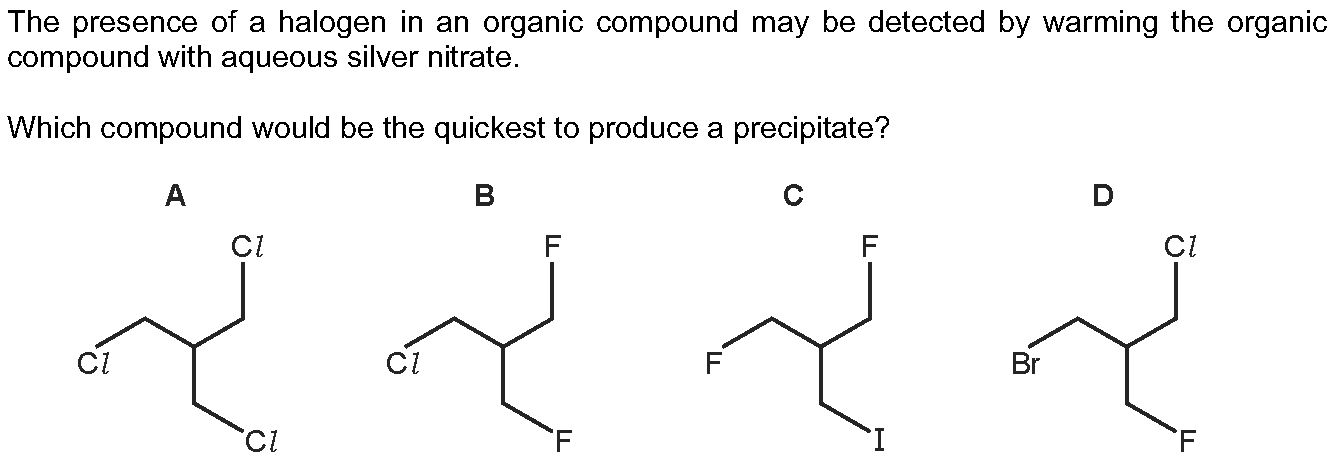 The presence of a halogen in an organic compound may be detected by warming the organic
compound with aqueous silver nitrate.
Which compound would be the quickest to produce a precipitate?
A B C D
Cl F F Cl
Cl Cl F Br
Cl F I F